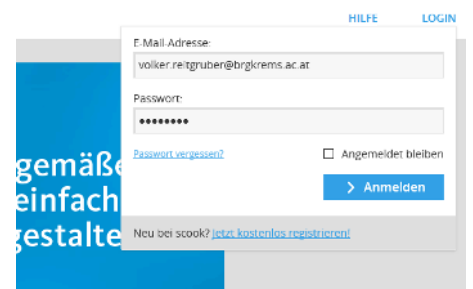 HILFE LOGIN
E-Mail-Adresse:
volker.reitgruber@brgkrems.ac.at
Passwort:
••••••••
Passwort vergessen?
Angemeldet bleiben
> Anmelden
Neu bei scook? Jetzt kostenlos registrieren!
gemäße
einfach
gestalte